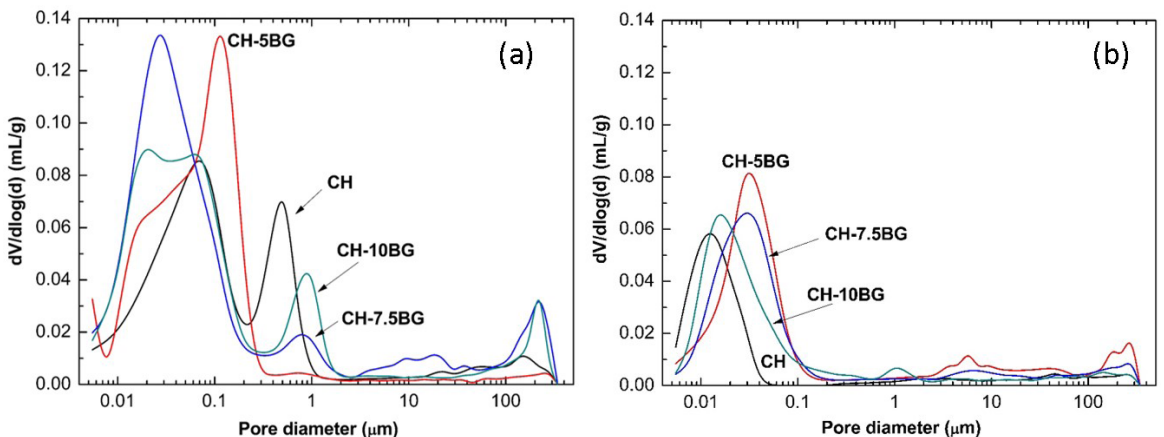 (a)
CH-5BG
CH
CH-10BG
CH-7.5BG
dV/dlog(d) (mL/g)
0.14
0.12
0.10
0.08
0.06
0.04
0.02
0.00
0.01 0.1 1 10 100
Pore diameter (μm)
(b)
CH-5BG
CH-7.5BG
CH-10BG
CH
dV/dlog(d) (mL/g)
0.14
0.12
0.10
0.08
0.06
0.04
0.02
0.00
0.01 0.1 1 10 100
Pore diameter (μm)